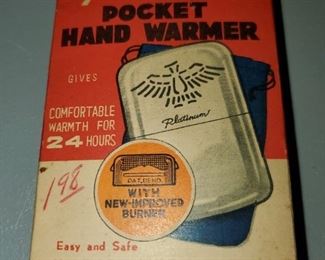 POCKET
HAND WARMER
GIVES
COMFORTABLE
WARMTH FOR
24 HOURS
Platinum
198
PAT. PEND.
WITH
NEW-IMPROVED
BURNER
Easy and Safe